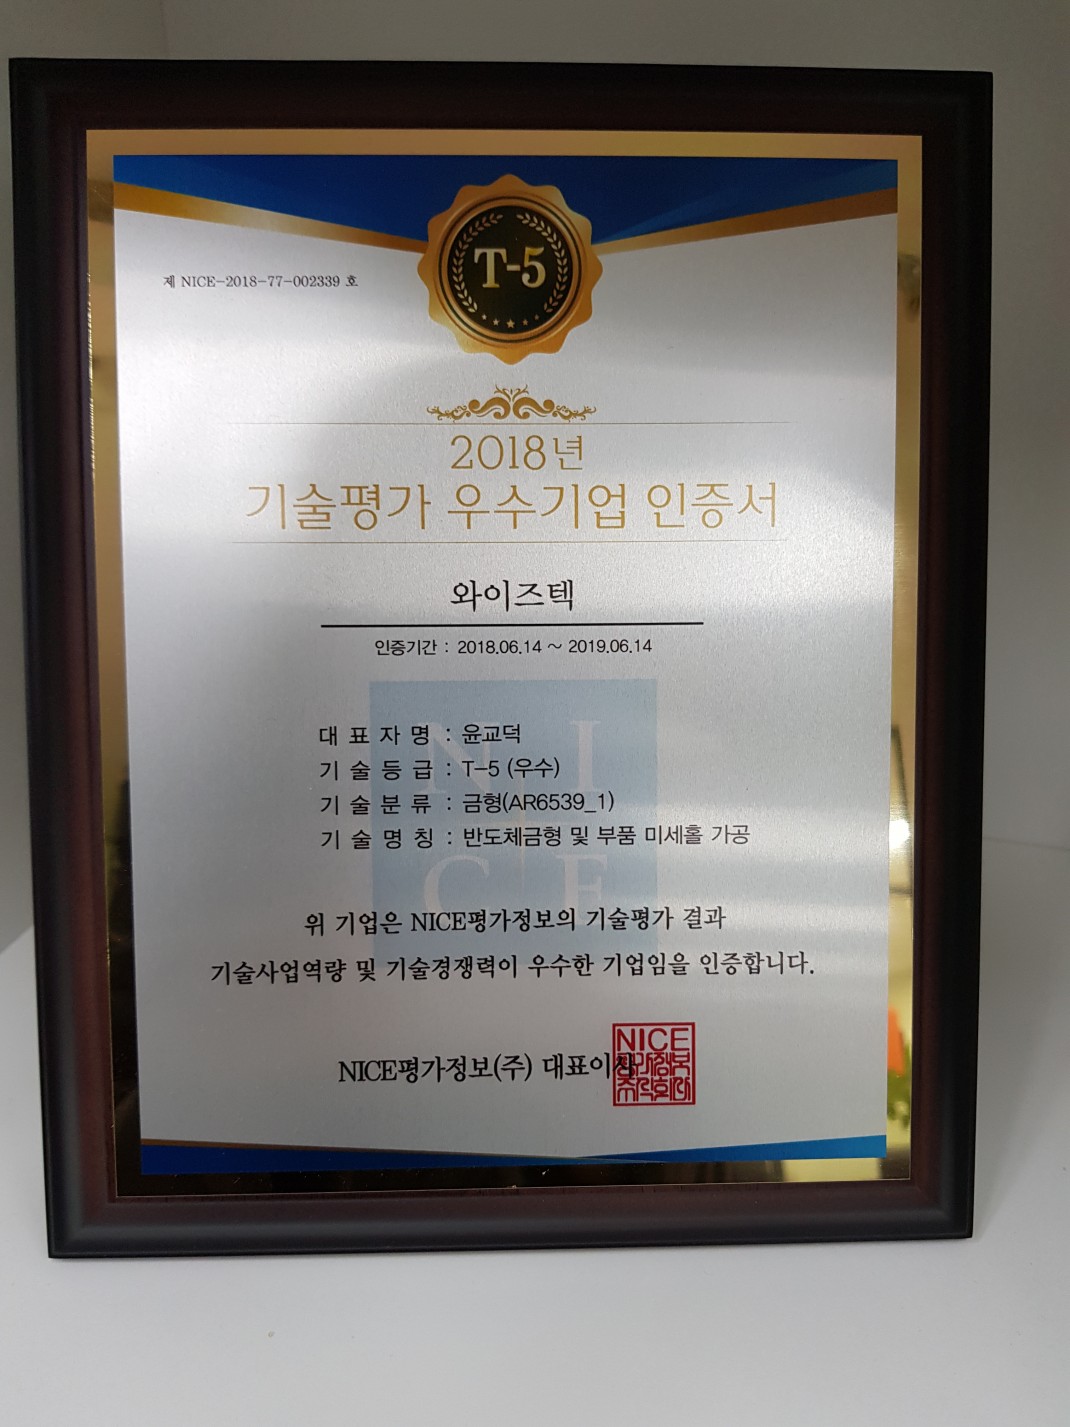 T-5
제 NICE-2018-77-002339 호
2018년
기술평가 우수기업 인증서
와이즈텍
인증기간 : 2018.06.14 ~ 2019.06.14
대 표 자 명 : 윤교덕
기 술 등 급 : T-5 (우수)
기 술 분 류 : 금형(AR6539_1)
기 술 명 칭 : 반도체금형 및 부품 미세홀 가공
N I
C E
위 기업은 NICE평가정보의 기술평가 결과
기술사업역량 및 기술경쟁력이 우수한 기업임을 인증합니다.
NICE평가정보(주) 대표이사
NICE